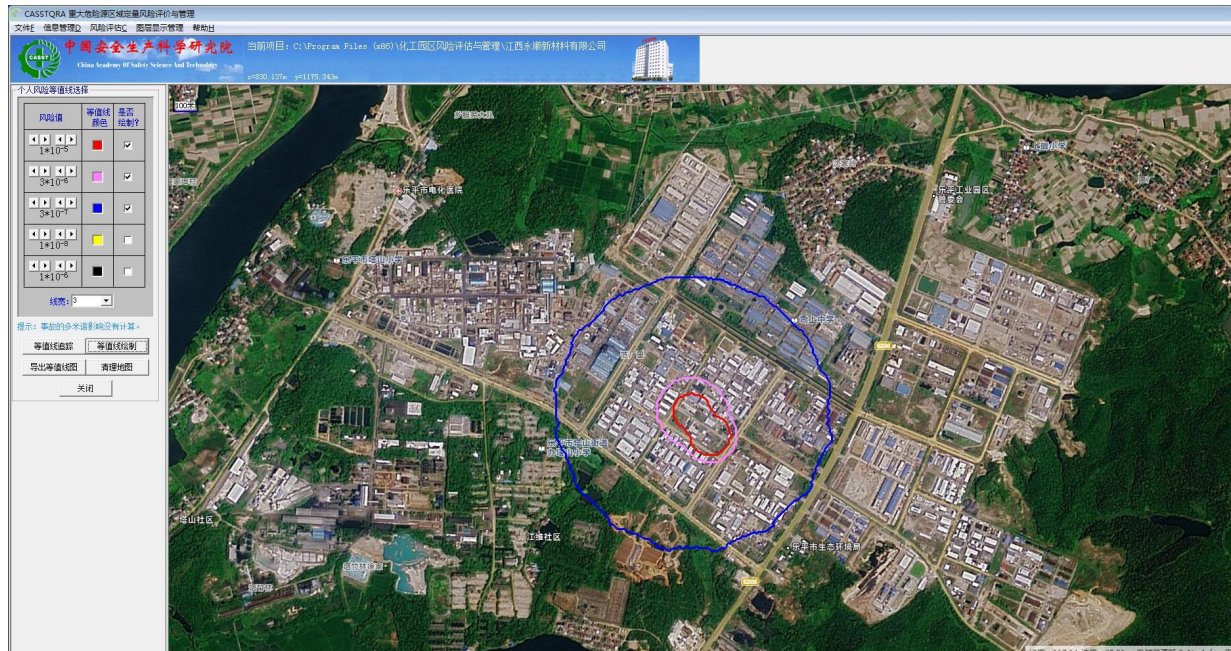 CASSTQRA 重大危险源区域定量风险评价与管理
文件F 信息管理D 风险评估C 图层显示管理 帮助H
CASST
中国安全生产科学研究院
China Academy Of Safety Science And Technology
当前项目：C:\Program Files (x86)\化工园区风险评估与管理\江西永顺新材料有限公司
x=830.137m y=1175.343m
个人风险等值线选择
风险值
等值线颜色
是否绘制?
1*10-5
3*10-6
3*10-7
1*10-8
1*10-6
线宽：3
提示：事故的多米诺影响没有计算。
等值线追踪
等值线绘制
导出等值线图
清理地图
关闭
100米
乐平市电化医院
乐平工业园区
管委会
塔山社区
江维社区
乐平市生态环境局